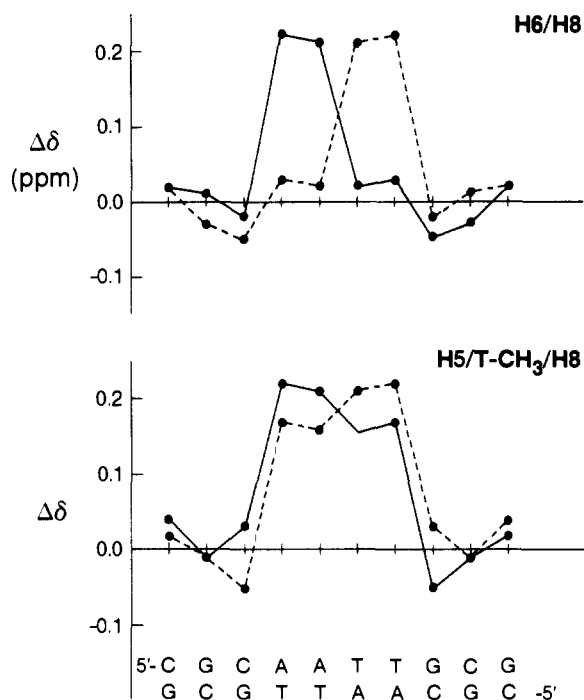 H6/H8
0.2
Δδ
(ppm)
0.1
0.0
-0.1
H5/T-CH₃/H8
0.2
Δδ
0.1
0.0
-0.1
5'- C G C A A T T G C G
G C G T T A A C G C -5'